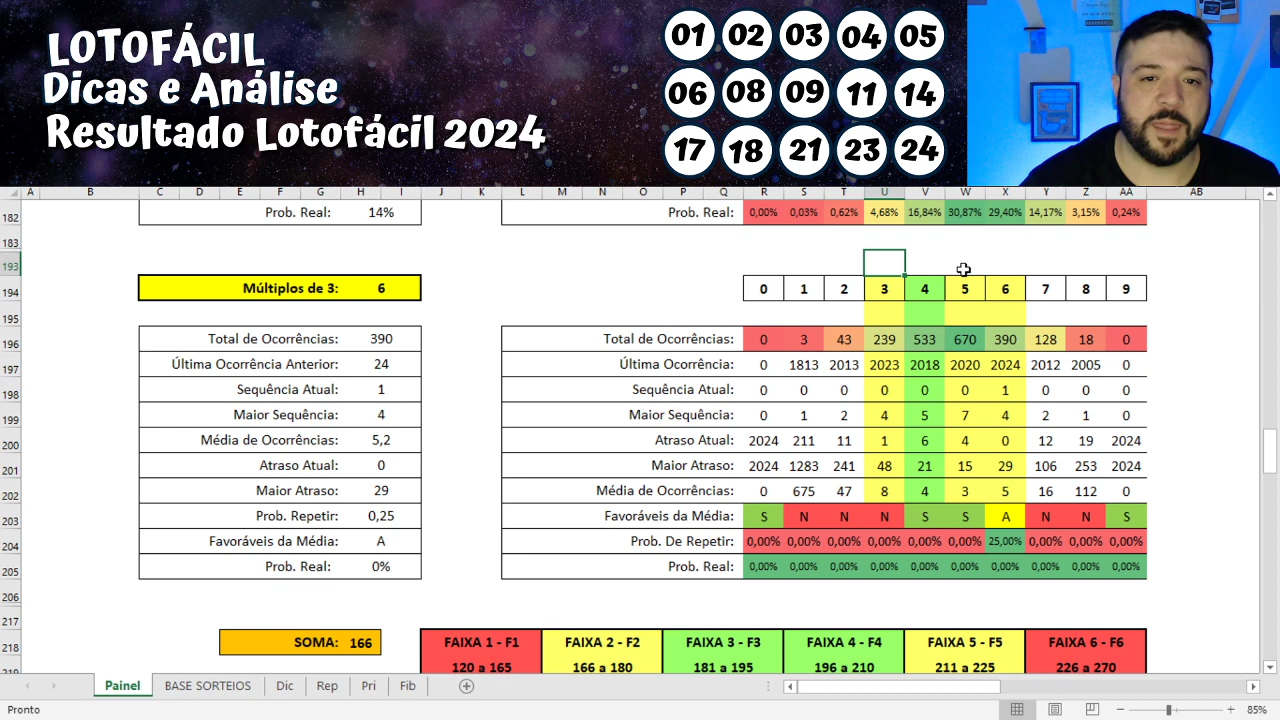 LOTOFÁCIL
Dicas e Análise
Resultado Lotofácil 2024
01 02 03 04 05
06 08 09 11 14
17 18 21 23 24
A B C D E F G H I J K L M N O P Q R S T U V W X Y Z AA AB
182 Prob. Real: 14% Prob. Real: 0,00% 0,03% 0,62% 4,68% 16,84% 30,87% 29,40% 14,17% 3,15% 0,24%
183
193
194 Múltiplos de 3: 6 0 1 2 3 4 5 6 7 8 9
195
196 Total de Ocorrências: 390 Total de Ocorrências: 0 3 43 239 533 670 390 128 18 0
197 Última Ocorrência Anterior: 24 Última Ocorrência: 0 1813 2013 2023 2018 2020 2024 2012 2005 0
198 Sequência Atual: 1 Sequência Atual: 0 0 0 0 0 0 1 0 0 0
199 Maior Sequência: 4 Maior Sequência: 0 1 2 4 5 7 4 2 1 0
200 Média de Ocorrências: 5,2 Atraso Atual: 2024 211 11 1 6 4 0 12 19 2024
201 Atraso Atual: 0 Maior Atraso: 2024 1283 241 48 21 15 29 106 253 2024
202 Maior Atraso: 29 Média de Ocorrências: 0 675 47 8 4 3 5 16 112 0
203 Prob. Repetir: 0,25 Favoráveis da Média: S N N N S S A N N S
204 Favoráveis da Média: A Prob. De Repetir: 0,00% 0,00% 0,00% 0,00% 0,00% 0,00% 25,00% 0,00% 0,00% 0,00%
205 Prob. Real: 0% Prob. Real: 0,00% 0,00% 0,00% 0,00% 0,00% 0,00% 0,00% 0,00% 0,00% 0,00%
206
217
218 SOMA: 166 FAIXA 1 - F1 FAIXA 2 - F2 FAIXA 3 - F3 FAIXA 4 - F4 FAIXA 5 - F5 FAIXA 6 - F6
120 a 165 166 a 180 181 a 195 196 a 210 211 a 225 226 a 270
Painel BASE SORTEIOS Dic Rep Pri Fib
Pronto 85%